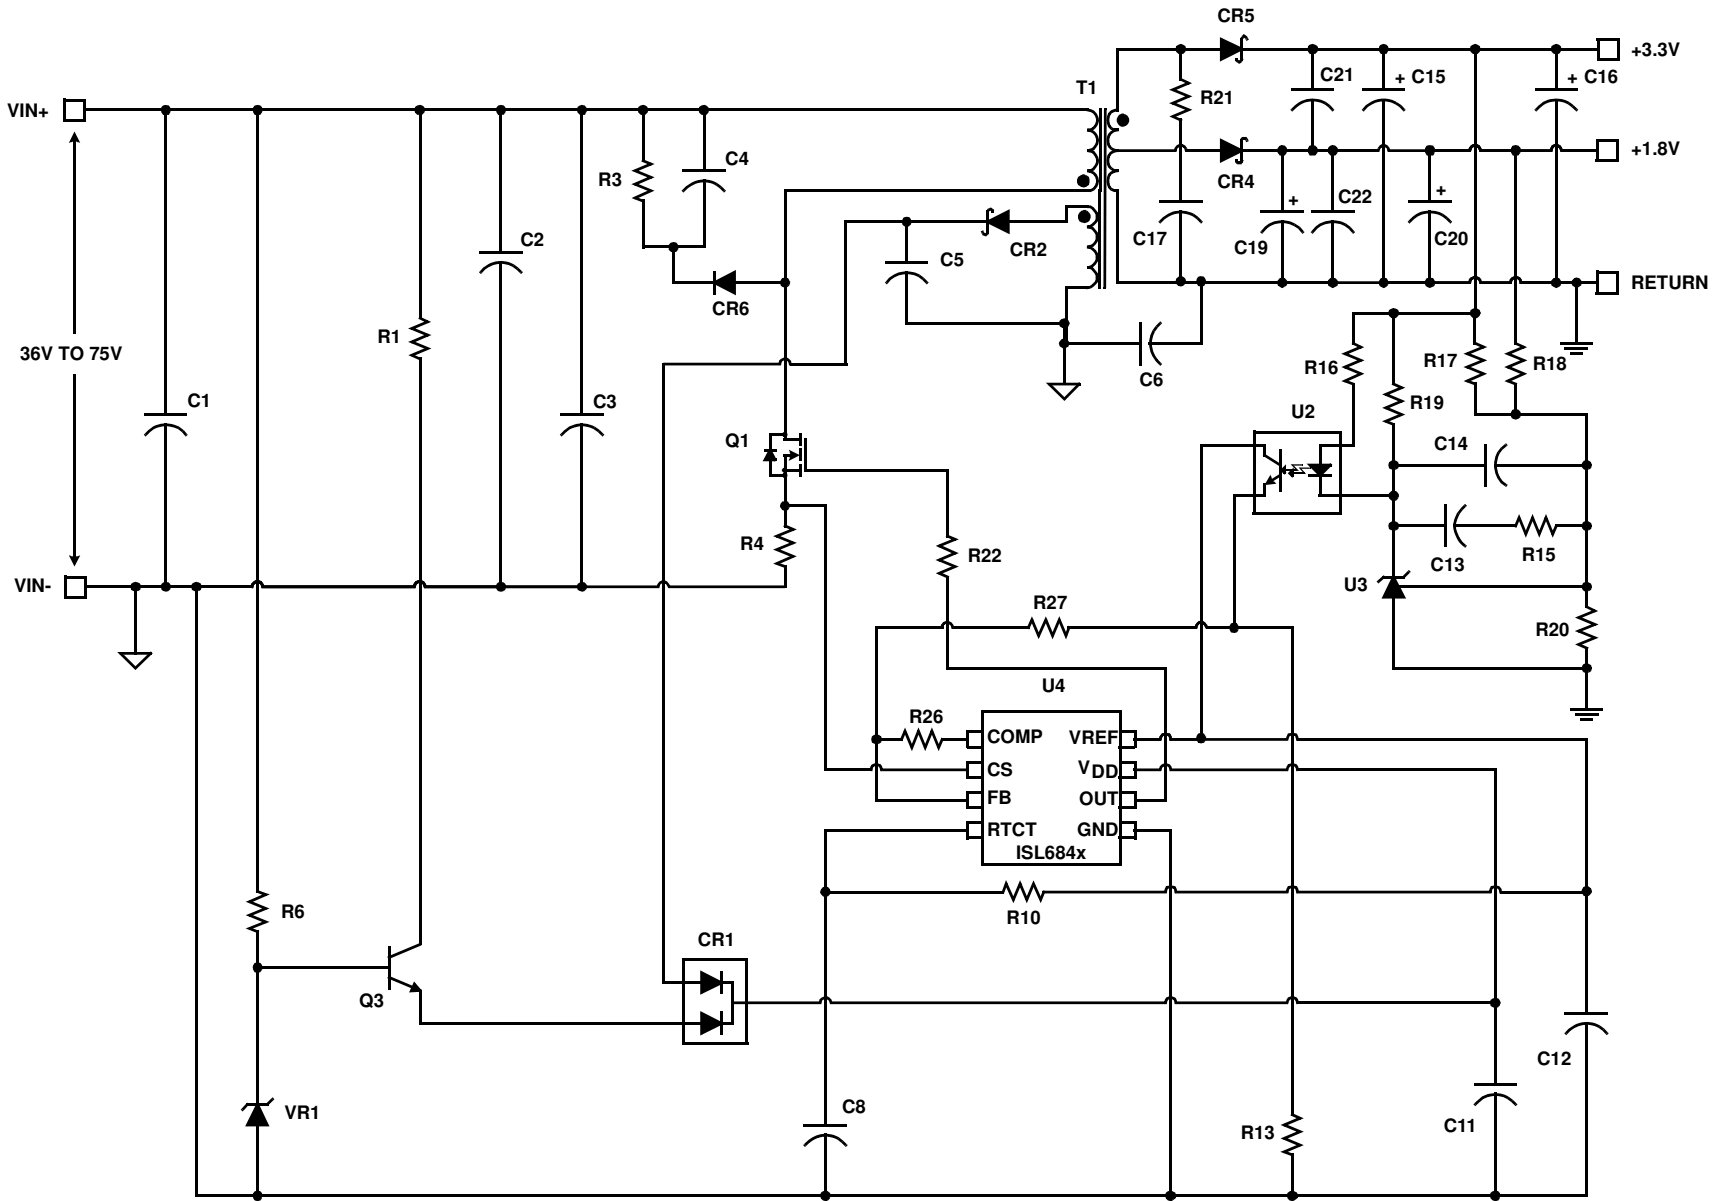 CR5
+3.3V
C21
+ C15
+ C16
T1
R21
VIN+
+1.8V
C4
R3
CR4
C22
+
+
C17
C19
C20
C2
C5
CR2
RETURN
CR6
R1
36V TO 75V
C6
R16
R17
R18
C1
C3
R19
U2
Q1
C14
R4
R22
R15
C13
VIN-
U3
R27
R20
U4
R26
COMP
VREF
CS
VDD
FB
OUT
RTCT
GND
ISL684x
R6
R10
CR1
Q3
C12
VR1
C8
C11
R13